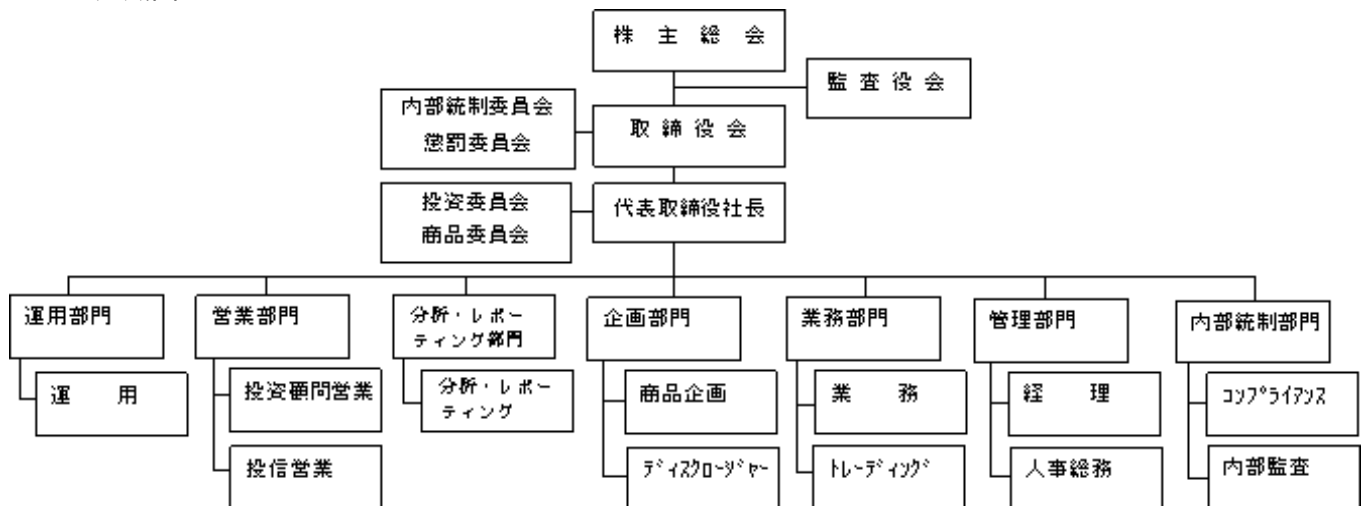 株 主 総 会
監 査 役 会
内部統制委員会
懲罰委員会
取 締 役 会
投資委員会
商品委員会
代表取締役社長
運用部門
営業部門
分析・レポー
ティング部門
企画部門
業務部門
管理部門
内部統制部門
運　　用
投資顧問営業
分析・レポー
ティング
商品企画
業　　務
経　　理
ｺﾝﾌﾟﾗｲｱﾝｽ
投信営業
ﾃﾞｨｽｸﾛｰｼﾞｬｰ
ﾄﾚｰﾃﾞｨﾝｸﾞ
人事総務
内部監査